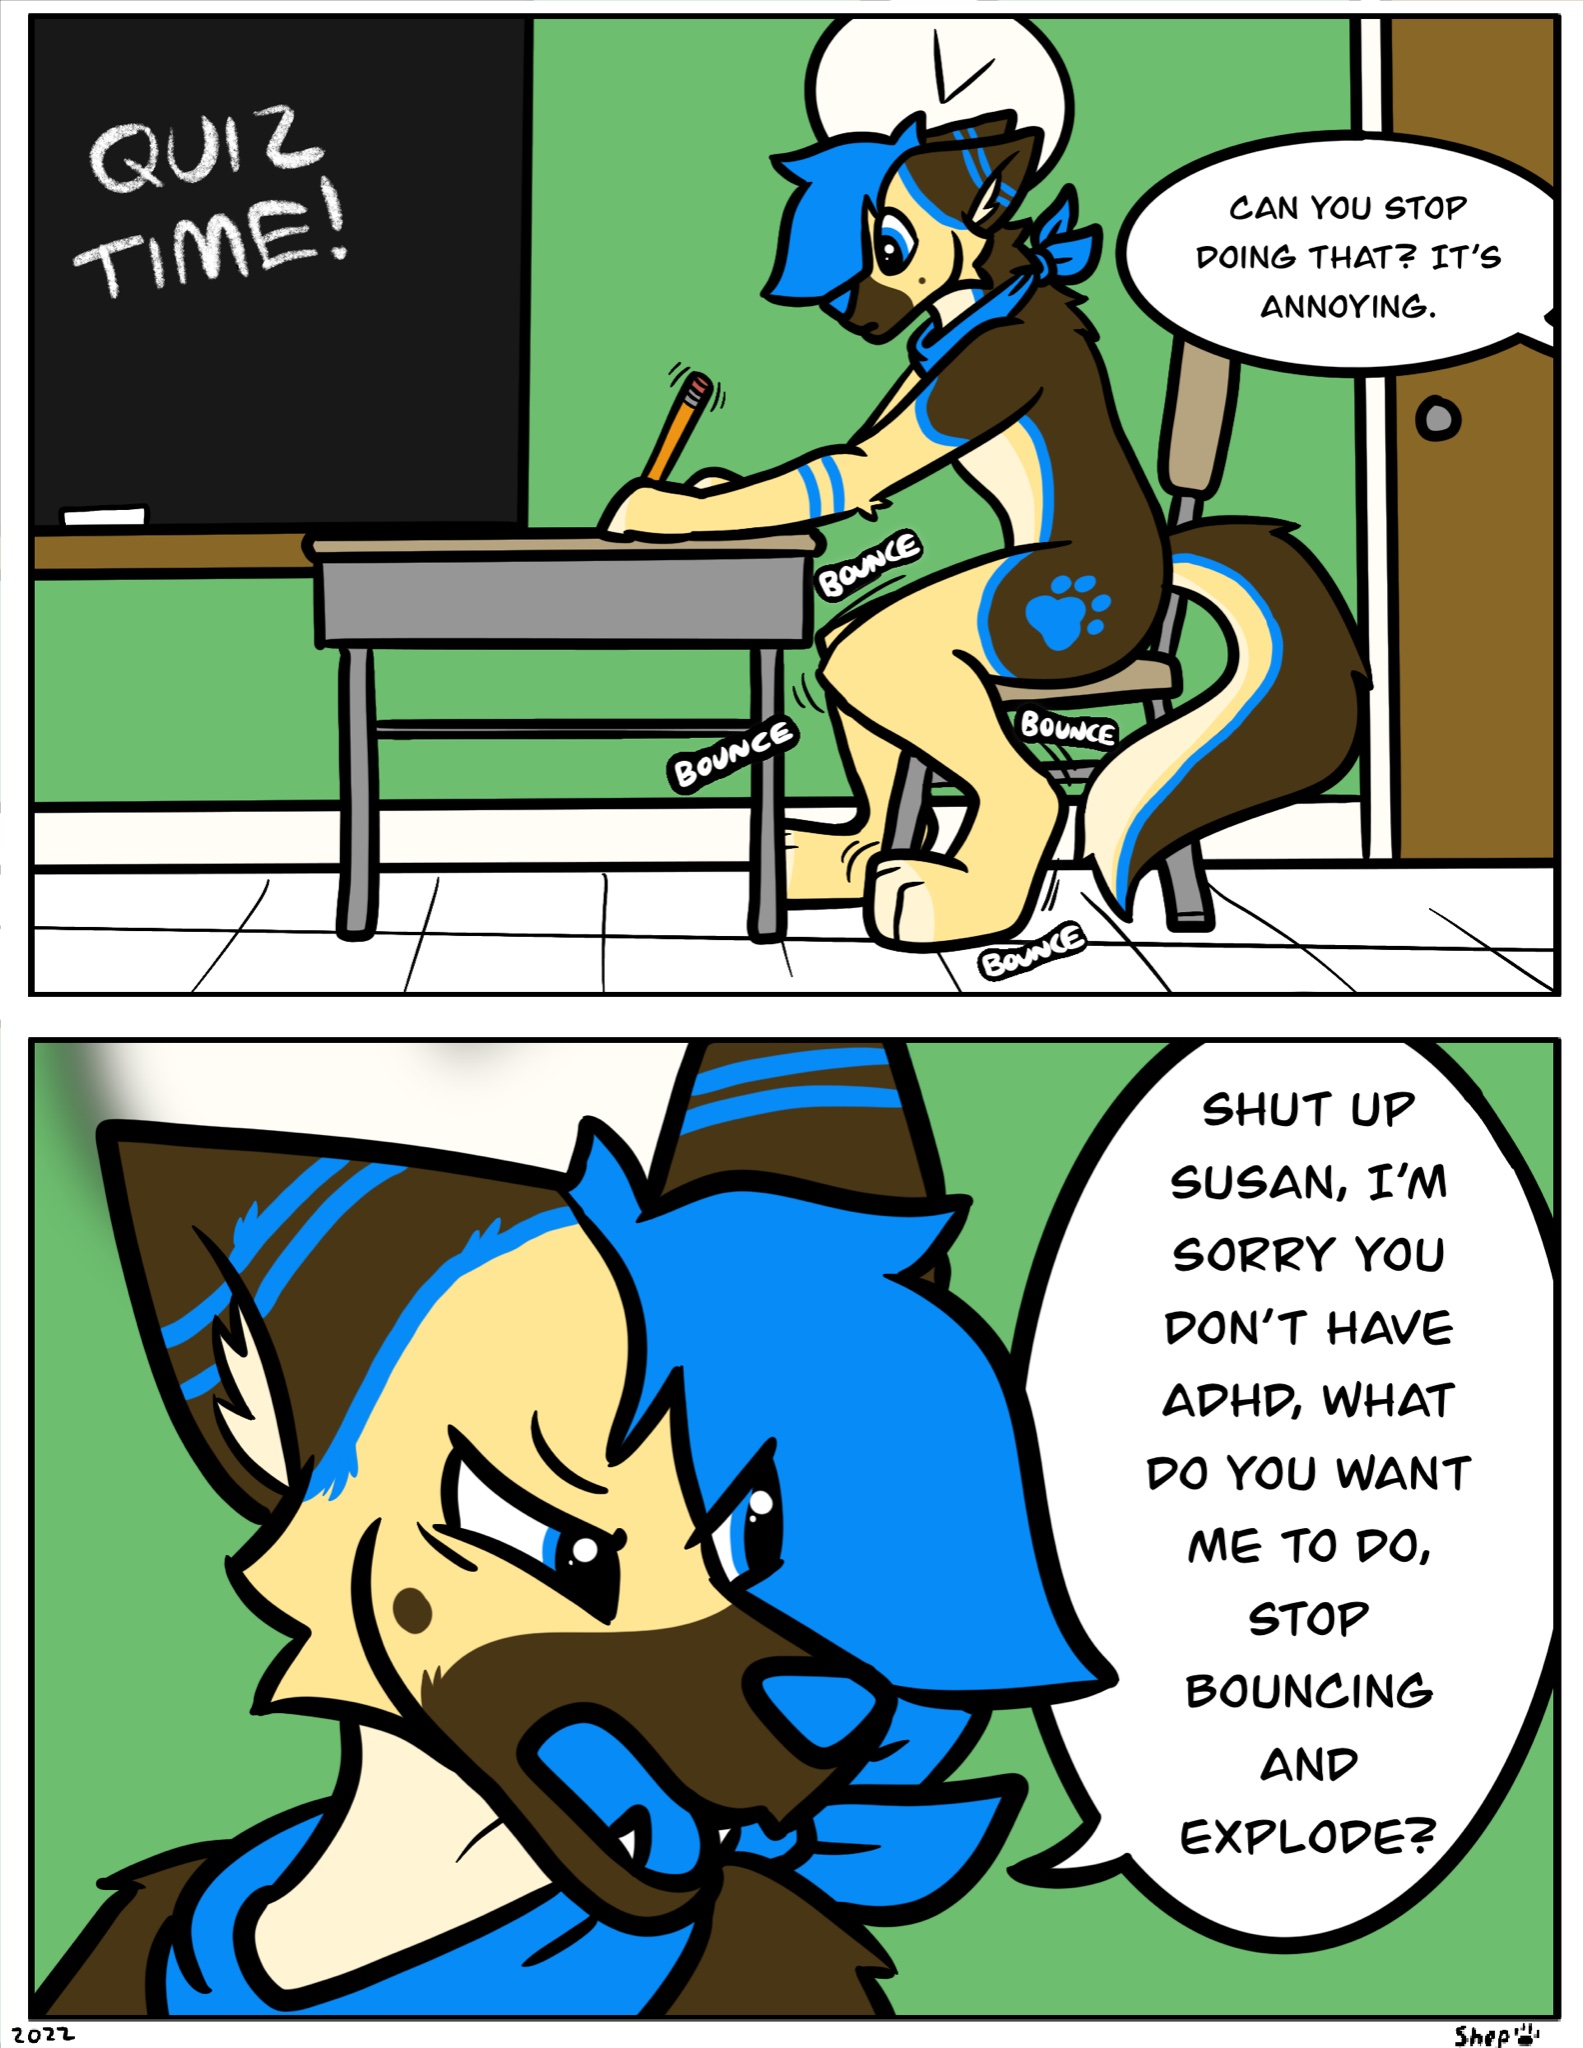 QUIZ
TIME!
CAN YOU STOP
DOING THAT? IT'S
ANNOYING.
BOUNCE
BOUNCE
BOUNCE
BOUNCE
SHUT UP
SUSAN, I'M
SORRY YOU
DON'T HAVE
ADHD, WHAT
DO YOU WANT
ME TO DO,
STOP
BOUNCING
AND
EXPLODE?
2022
Shep